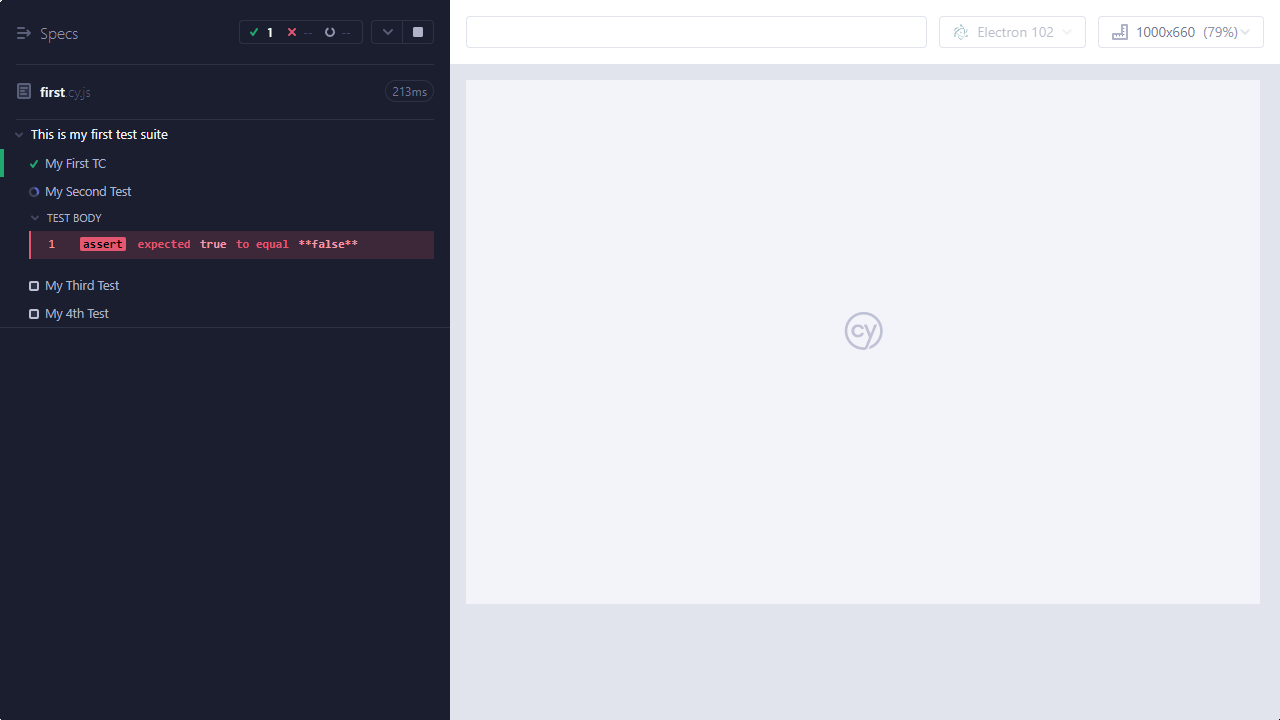 Specs
1 -- --
first.cy.js
213ms
This is my first test suite
My First TC
My Second Test
TEST BODY
1 assert expected true to equal **false**
My Third Test
My 4th Test
Electron 102
1000x660 (79%)
cy